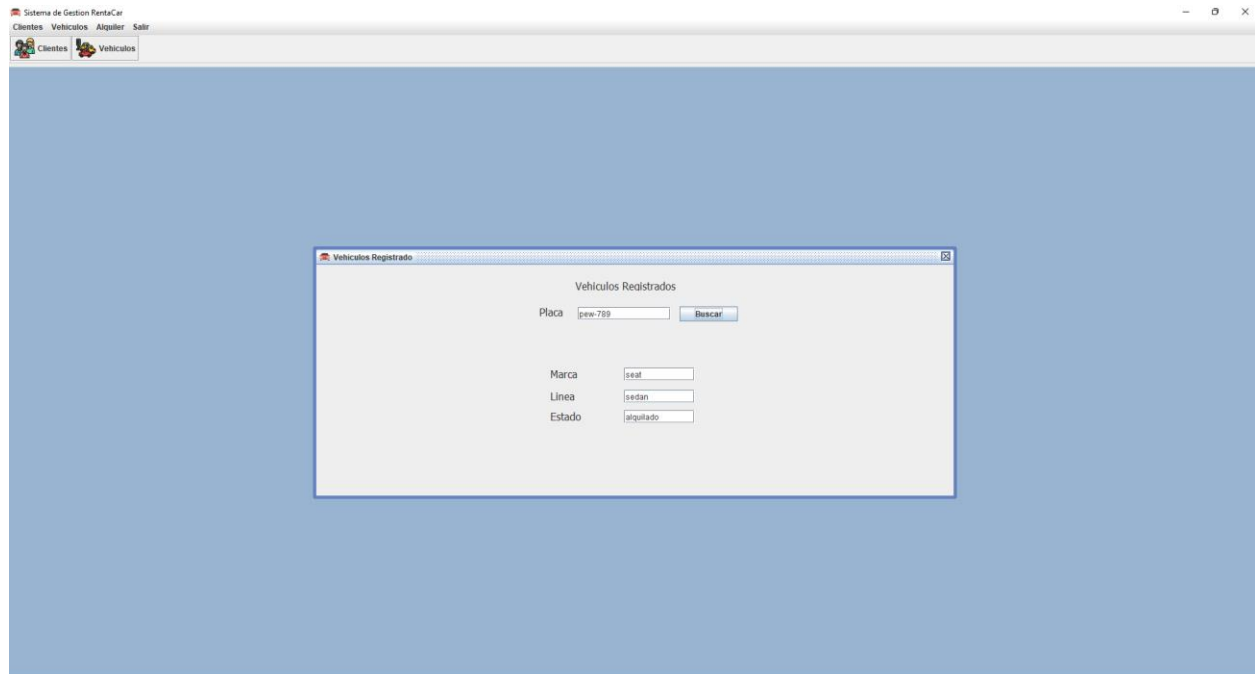 Sistema de Gestion RentaCar
Clientes Vehiculos Alquiler Salir
Clientes Vehiculos
Vehiculos Registrado
Vehiculos Registrados
Placa pew-789 Buscar
Marca seat
Linea sedan
Estado alquilado